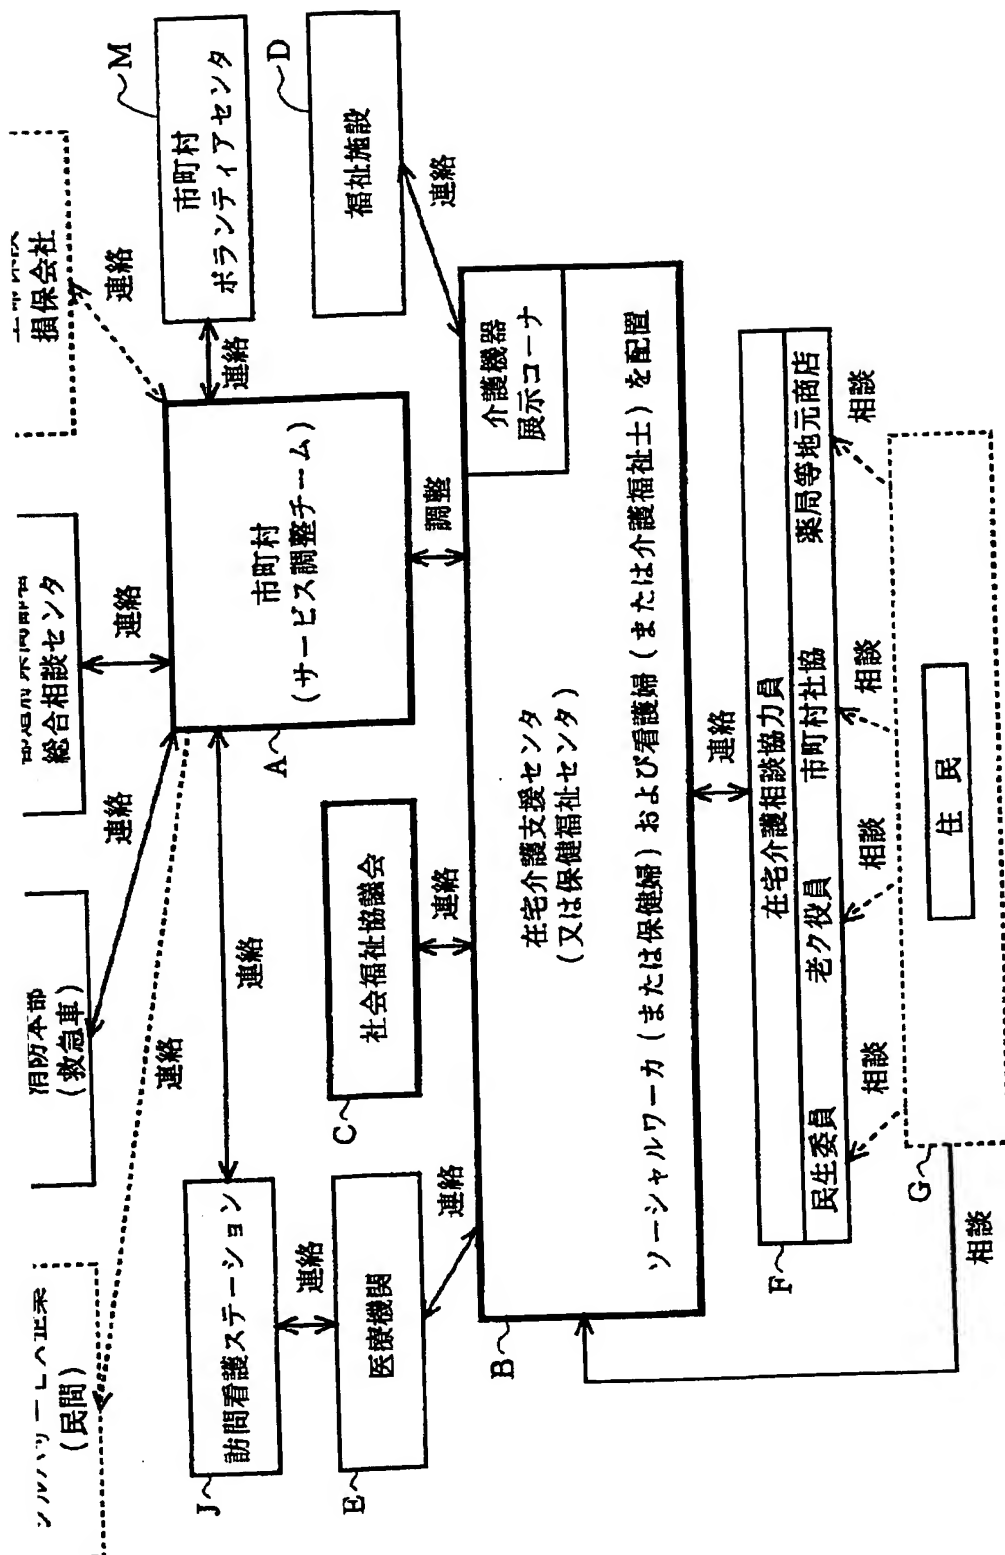 (民間)
消防本部
(救急車)
総合相談センタ
損保会社
連絡
連絡
連絡
連絡
連絡
訪問看護ステーション
J
市町村
(サービス調整チーム)
A
連絡
市町村
ボランティアセンタ
M
連絡
医療機関
E
社会福祉協議会
C
福祉施設
D
連絡
連絡
調整
連絡
在宅介護支援センタ
(又は保健福祉センタ)
介護機器
展示コーナ
ソーシャルワーカ(または保健婦)および看護婦(または介護福祉士)を配置
B
連絡
在宅介護相談協力員
民生委員 老ク役員 市町村社協 薬局等地元商店
F
相談
相談
相談
相談
住 民
G
相談